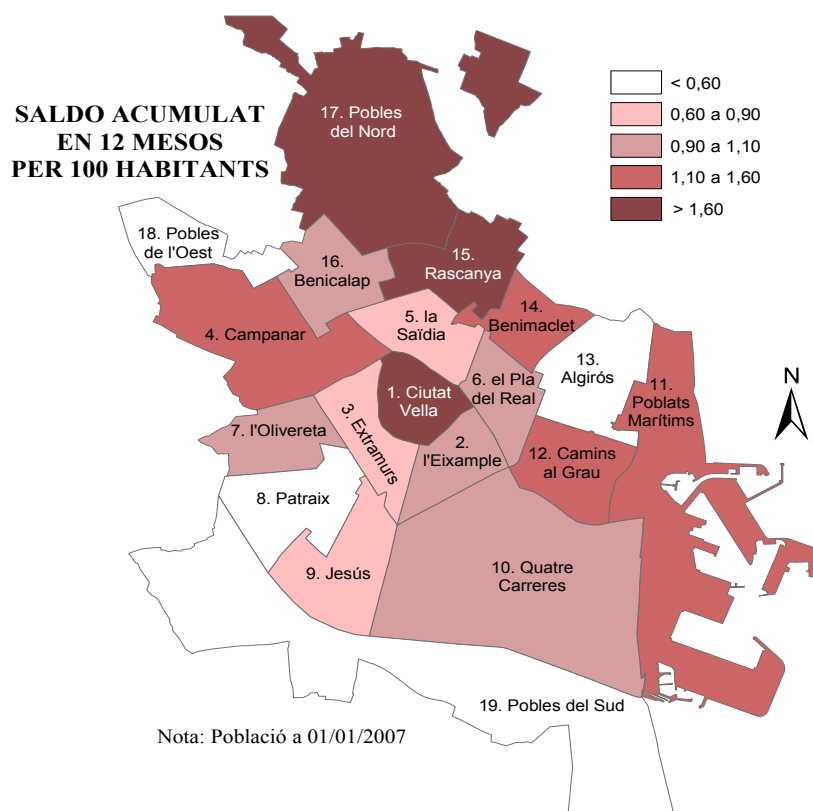 SALDO ACUMULAT
EN 12 MESOS
PER 100 HABITANTS
< 0,60
0,60 a 0,90
0,90 a 1,10
1,10 a 1,60
> 1,60
17. Pobles
del Nord
18. Pobles
de l'Oest
16.
Benicalap
15.
Rascanya
14.
Benimaclet
4. Campanar
5. la
Saïdia
13.
Algirós
11.
Poblats
Marítims
N
1. Ciutat
Vella
6. el Pla
del Real
3. Extramurs
7. l'Olivereta
2.
l'Eixample
12. Camins
al Grau
8. Patraix
9. Jesús
10. Quatre
Carreres
19. Pobles del Sud
Nota: Població a 01/01/2007